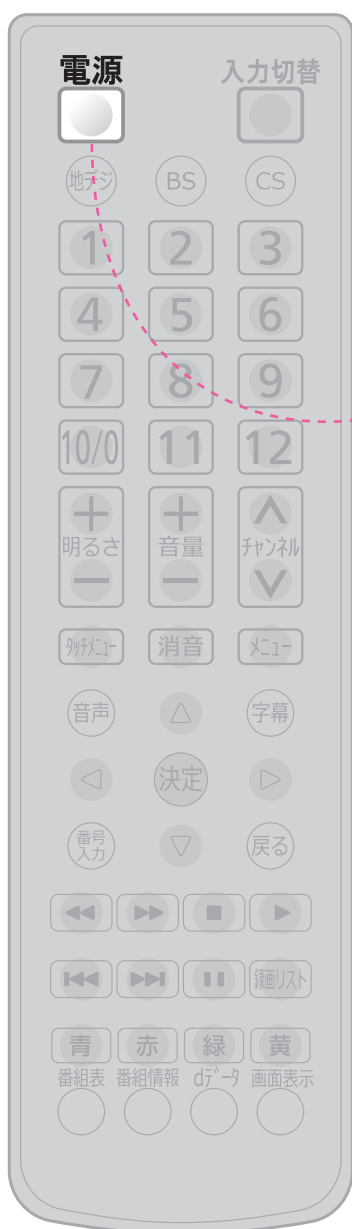 電源 入力切替
地デジ BS CS
1 2 3
4 5 6
7 8 9
10/0 11 12
明るさ 音量 チャンネル
タッチメニュー 消音 メニュー
音声 字幕
決定
番号
入力 戻る
録画リスト
青 赤 緑 黄
番組表 番組情報 dデータ 画面表示